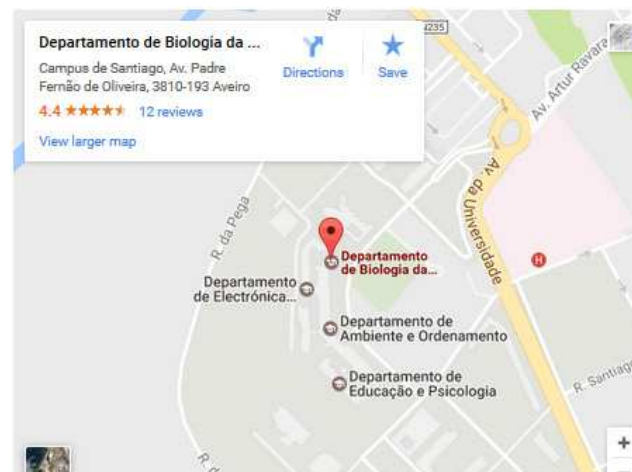 Departamento de Biologia da ...
Campus de Santiago, Av. Padre
Fernão de Oliveira, 3810-193 Aveiro
4.4 12 reviews
View larger map
Directions
Save
N235
Av. Artur Ravara
Av. da Universidade
R. da Pega
H
Departamento
de Biologia da...
Departamento
de Electrónica...
Departamento de
Ambiente e Ordenamento
Departamento de
Educação e Psicologia
R. Santiago
R. da
+